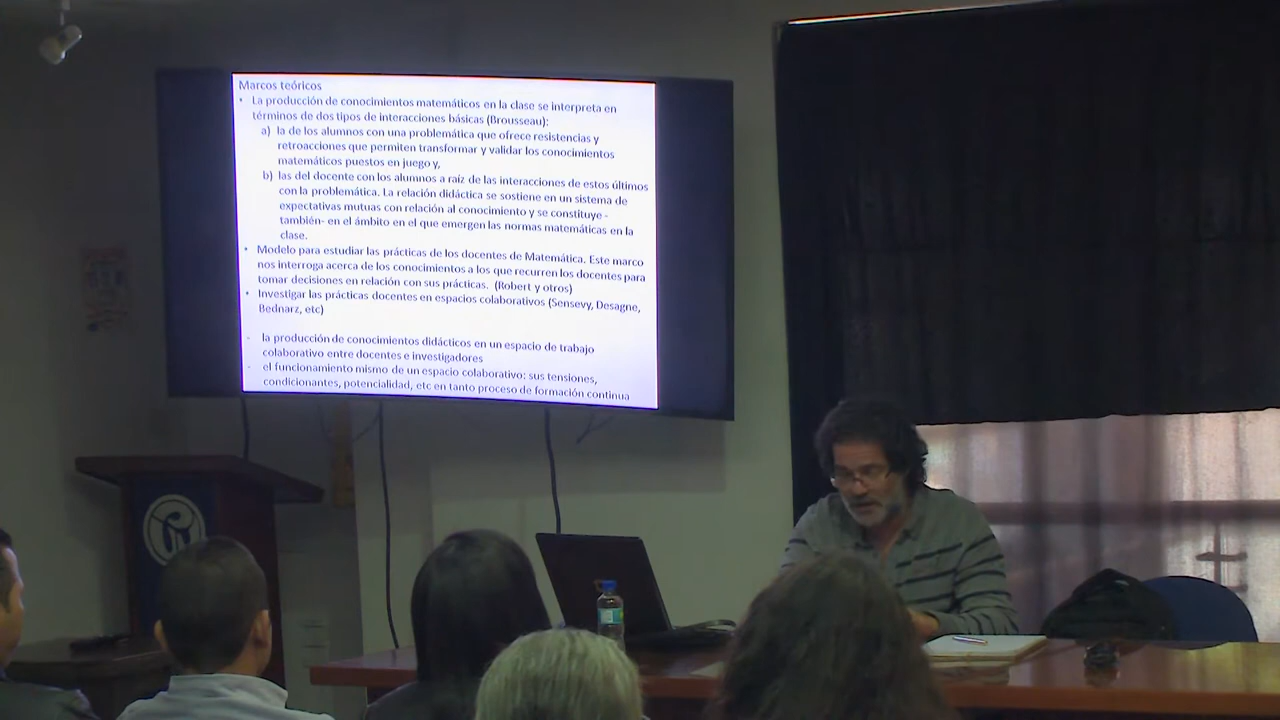 Marcos teóricos
• La producción de conocimientos matemáticos en la clase se interpreta en
términos de dos tipos de interacciones básicas (Brousseau):
a) la de los alumnos con una problemática que ofrece resistencias y
retroacciones que permiten transformar y validar los conocimientos
matemáticos puestos en juego y,
b) las del docente con los alumnos a raíz de las interacciones de estos últimos
con la problemática. La relación didáctica se sostiene en un sistema de
expectativas mutuas con relación al conocimiento y se constituye -
también- en el ámbito en el que emergen las normas matemáticas en la
clase.
• Modelo para estudiar las prácticas de los docentes de Matemática. Este marco
nos interroga acerca de los conocimientos a los que recurren los docentes para
tomar decisiones en relación con sus prácticas. (Robert y otros)
• Investigar las prácticas docentes en espacios colaborativos (Sensevy, Desagne,
Bednarz, etc)
- la producción de conocimientos didácticos en un espacio de trabajo
colaborativo entre docentes e investigadores
- el funcionamiento mismo de un espacio colaborativo: sus tensiones,
condicionantes, potencialidad, etc en tanto proceso de formación continua